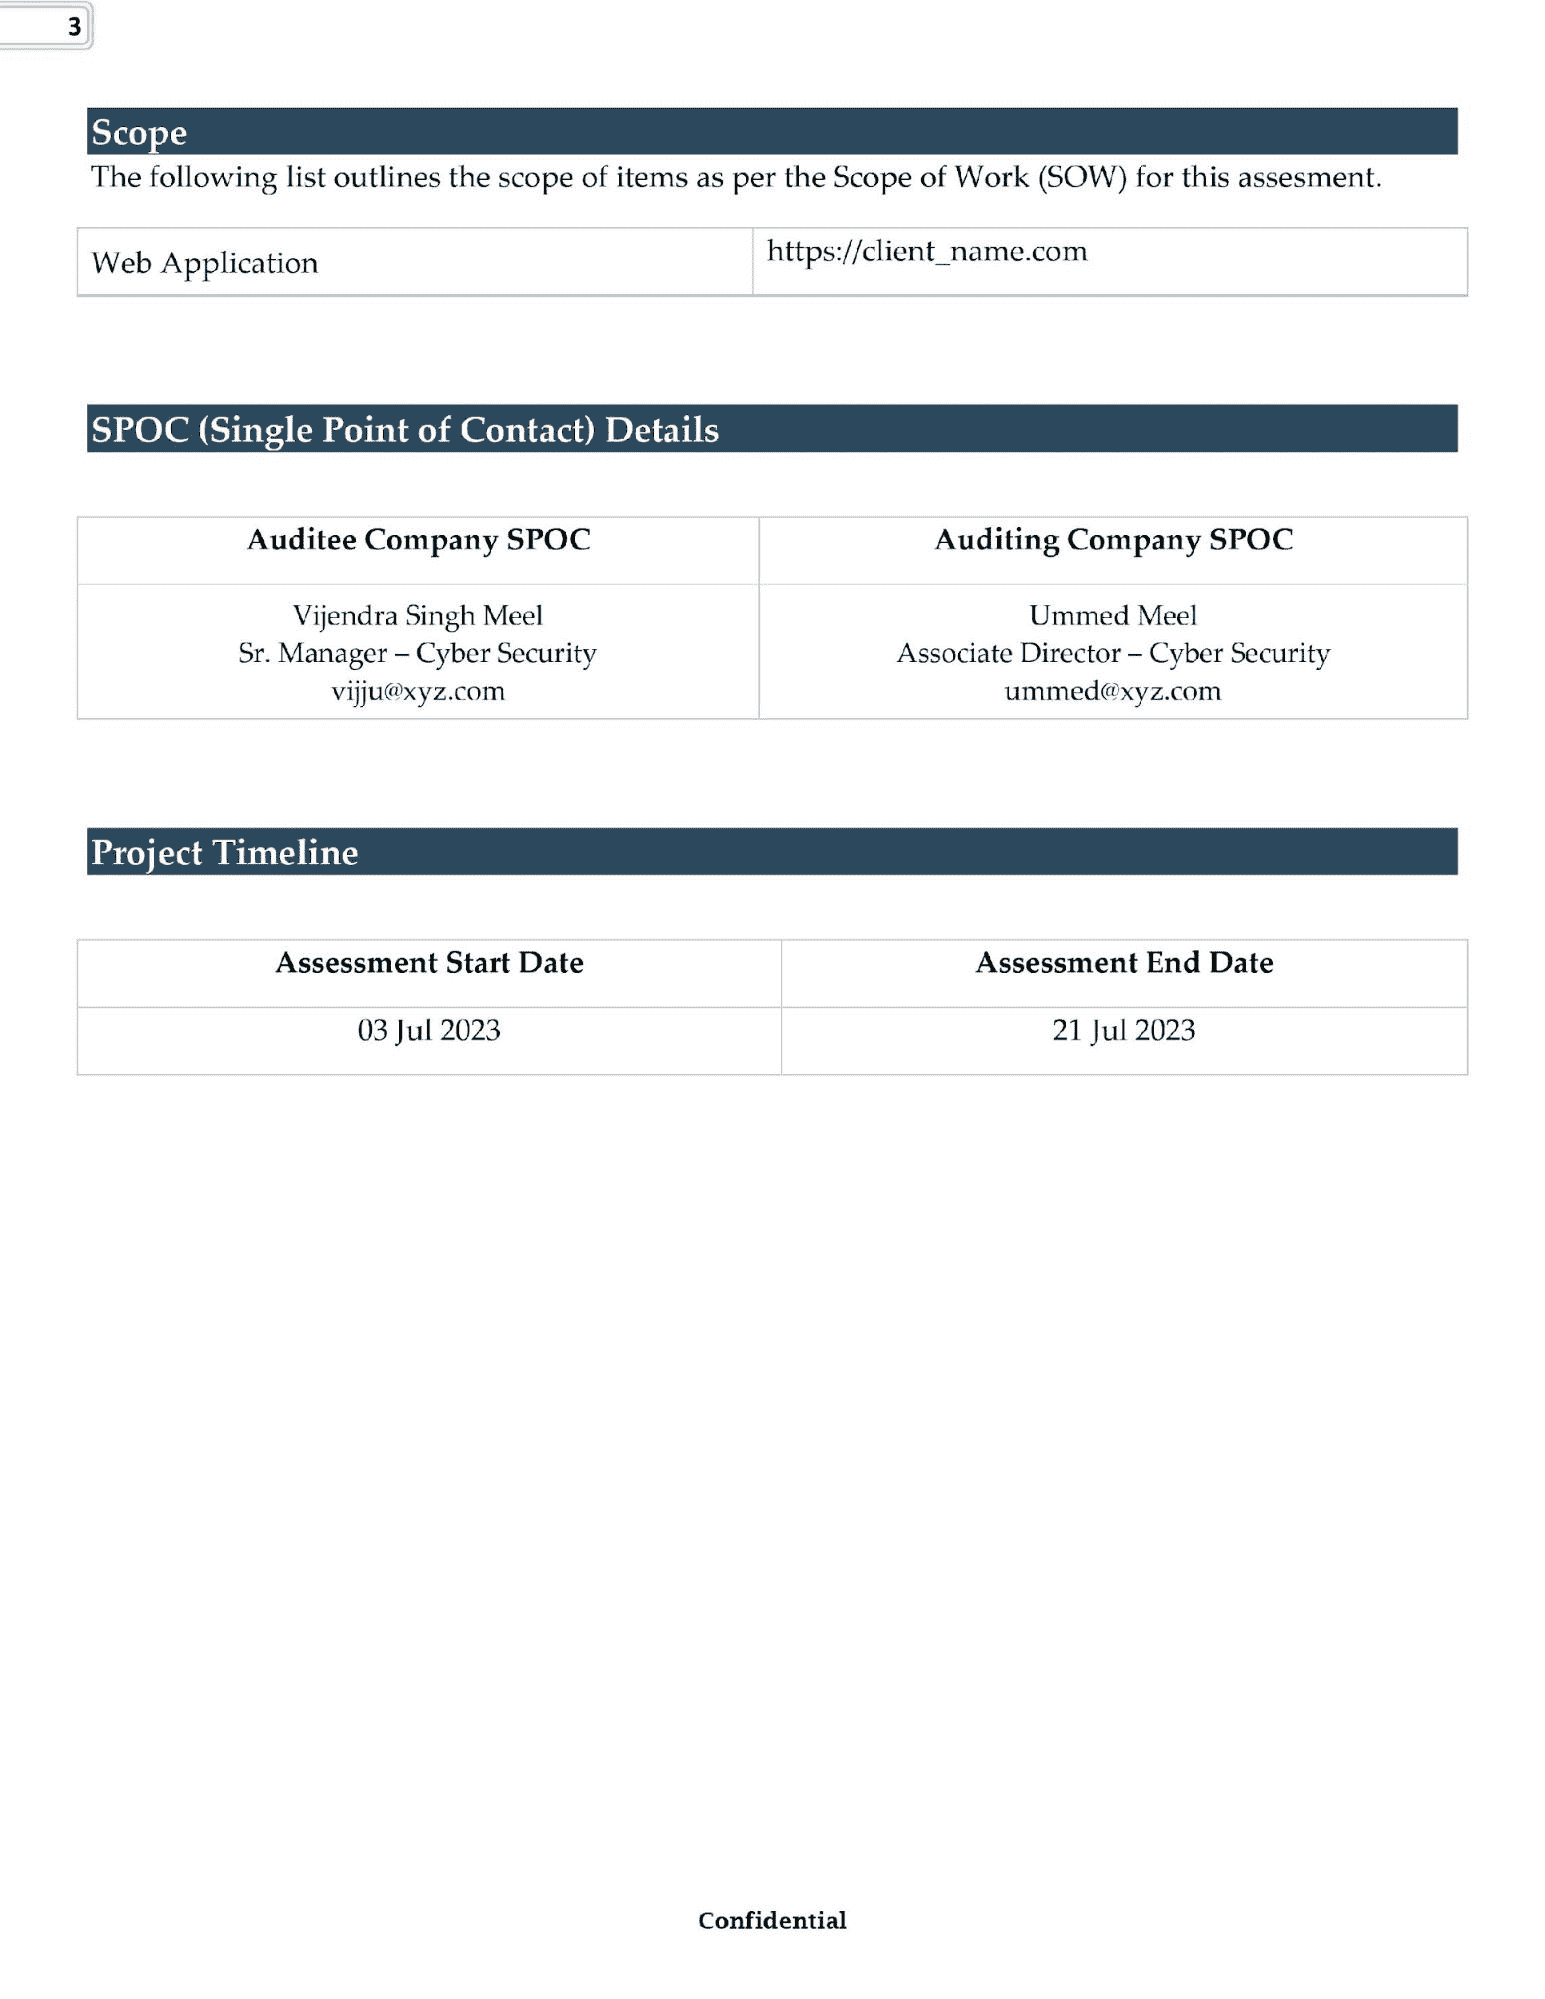 3
Scope
The following list outlines the scope of items as per the Scope of Work (SOW) for this assesment.
Web Application
https://client_name.com
SPOC (Single Point of Contact) Details
Auditee Company SPOC
Auditing Company SPOC
Vijendra Singh Meel
Sr. Manager – Cyber Security
vijju@xyz.com
Ummed Meel
Associate Director – Cyber Security
ummed@xyz.com
Project Timeline
Assessment Start Date
Assessment End Date
03 Jul 2023
21 Jul 2023
Confidential